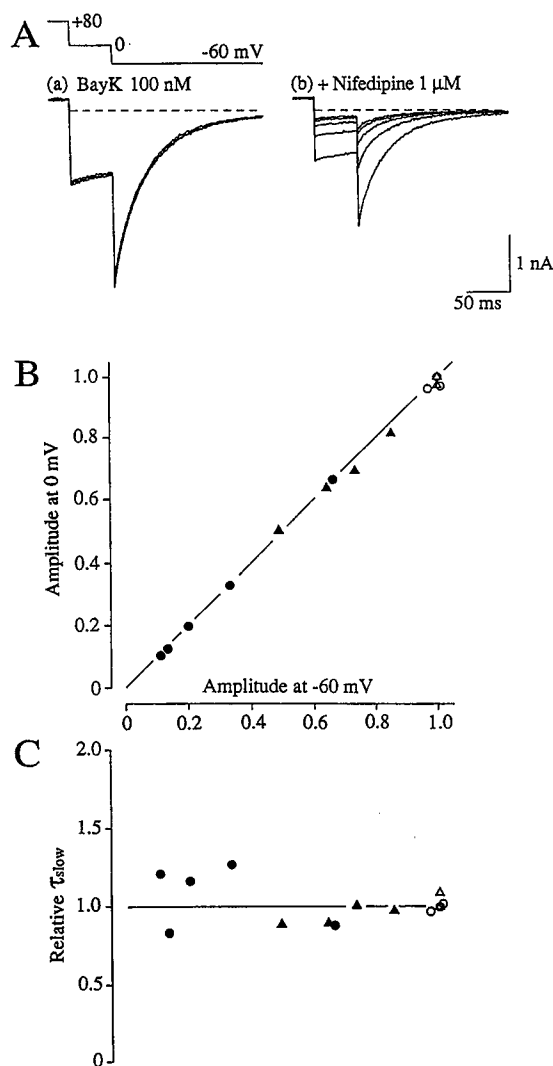 A
+80
0
-60 mV
(a) BayK 100 nM
(b) + Nifedipine 1 μM
1 nA
50 ms
B
1.0
0.8
0.6
0.4
0.2
0
Amplitude at 0 mV
Amplitude at -60 mV
0 0.2 0.4 0.6 0.8 1.0
C
2.0
1.5
1.0
0.5
0
Relative τslow